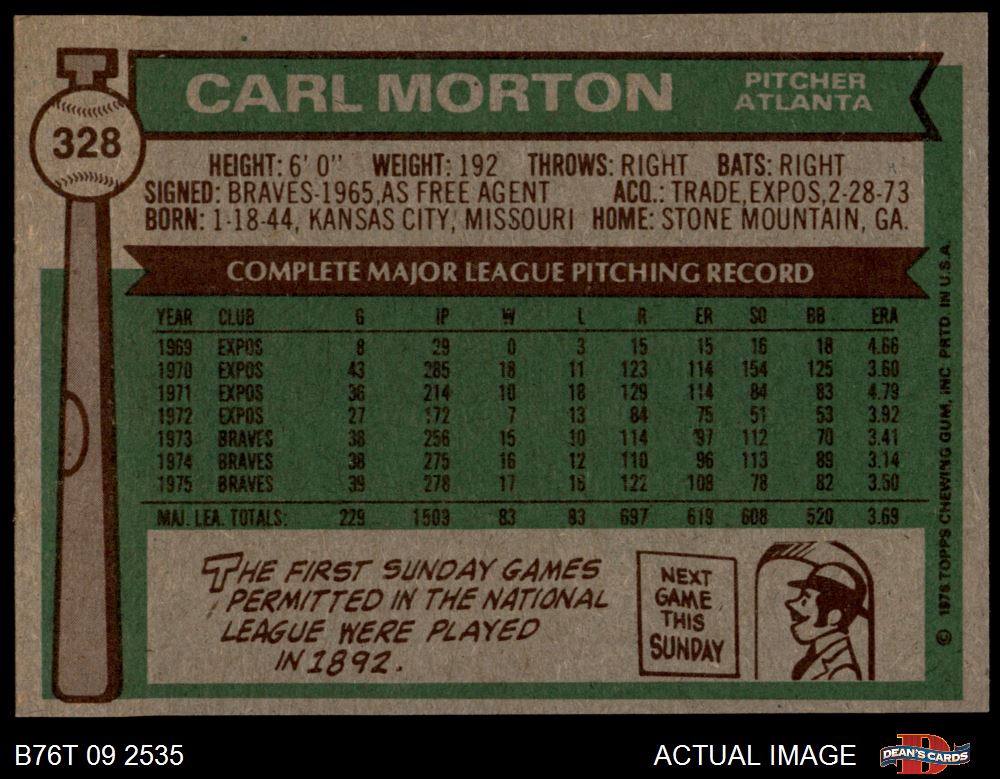 328
CARL MORTON
PITCHER
ATLANTA
HEIGHT: 6' 0" WEIGHT: 192 THROWS: RIGHT BATS: RIGHT
SIGNED: BRAVES-1965, AS FREE AGENT ACQ.: TRADE, EXPOS, 2-28-73
BORN: 1-18-44, KANSAS CITY, MISSOURI HOME: STONE MOUNTAIN, GA.
COMPLETE MAJOR LEAGUE PITCHING RECORD
YEAR CLUB G IP W L R ER SO BB ERA
1969 EXPOS 8 29 0 3 15 15 16 18 4.66
1970 EXPOS 43 285 18 11 123 114 154 125 3.60
1971 EXPOS 36 214 10 18 129 114 84 83 4.79
1972 EXPOS 27 172 7 13 84 75 51 53 3.92
1973 BRAVES 38 256 15 10 114 97 112 70 3.41
1974 BRAVES 38 275 16 12 110 96 113 89 3.14
1975 BRAVES 39 278 17 16 122 108 78 82 3.50
MAJ. LEA. TOTALS: 229 1509 83 83 697 619 608 520 3.69
THE FIRST SUNDAY GAMES
PERMITTED IN THE NATIONAL
LEAGUE WERE PLAYED
IN 1892.
NEXT
GAME
THIS
SUNDAY
© 1976 TOPPS CHEWING GUM, INC. PRTD. IN U.S.A.
B76T 09 2535
ACTUAL IMAGE
DEAN'S CARDS